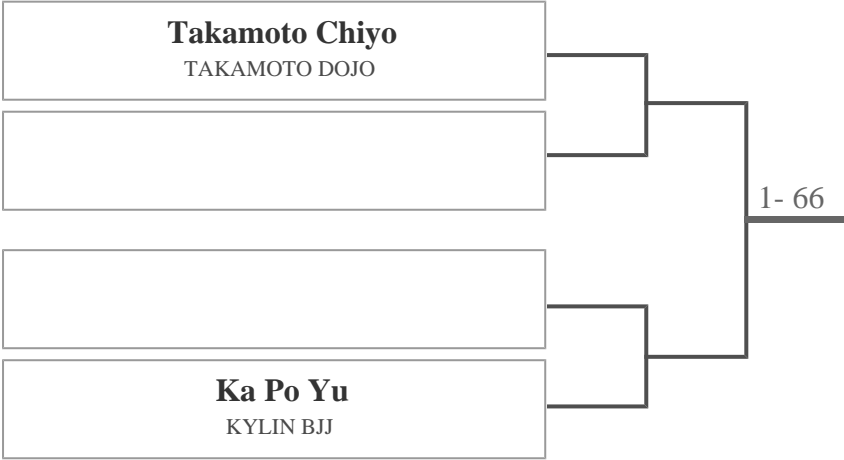 Takamoto Chiyo
TAKAMOTO DOJO
1- 66
Ka Po Yu
KYLIN BJJ